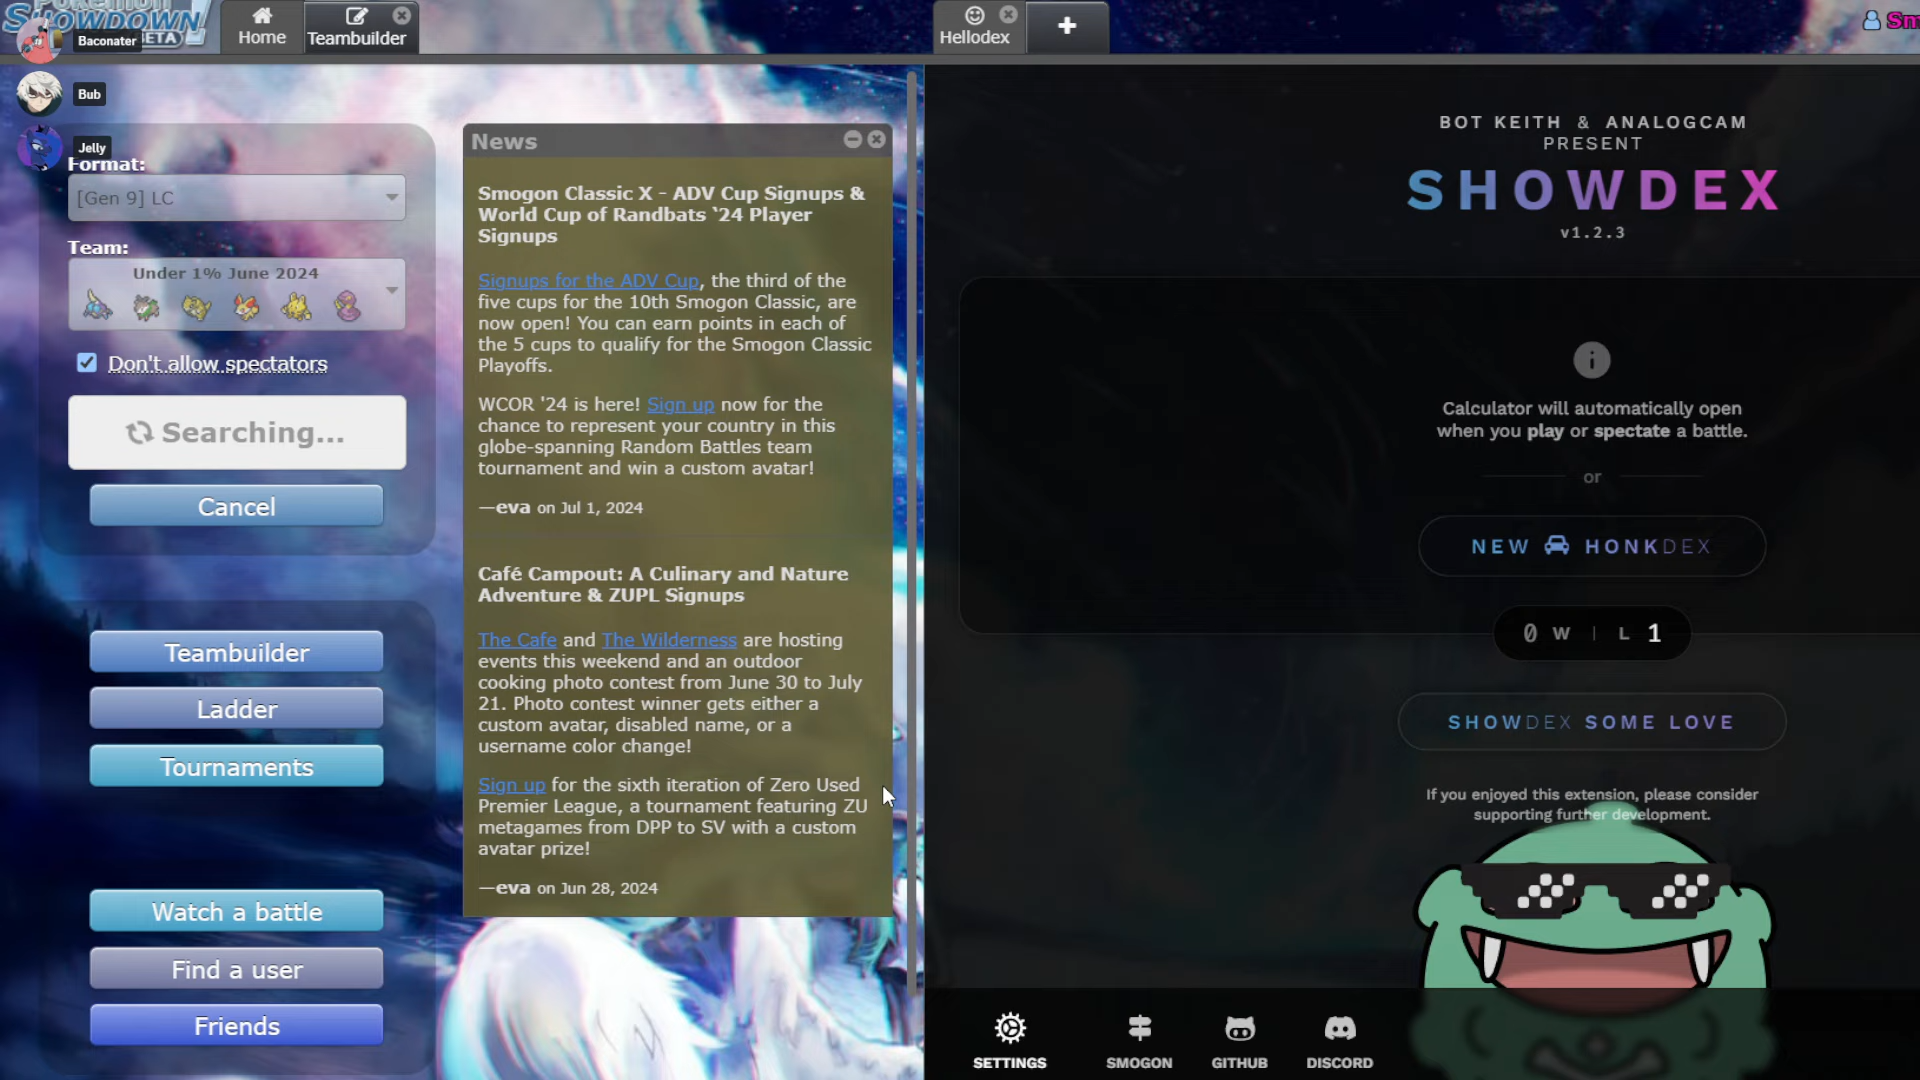 Pokémon
SHOWDOWN!
BETA
Home
Teambuilder
Hellodex
+
Sm
Baconater
Bub
Jelly
Format:
[Gen 9] LC
Team:
Under 1% June 2024
Don't allow spectators
Searching...
Cancel
Teambuilder
Ladder
Tournaments
Watch a battle
Find a user
Friends
News
Smogon Classic X - ADV Cup Signups &
World Cup of Randbats `24 Player
Signups
Signups for the ADV Cup, the third of the
five cups for the 10th Smogon Classic, are
now open! You can earn points in each of
the 5 cups to qualify for the Smogon Classic
Playoffs.
WCOR '24 is here! Sign up now for the
chance to represent your country in this
globe-spanning Random Battles team
tournament and win a custom avatar!
—eva on Jul 1, 2024
Café Campout: A Culinary and Nature
Adventure & ZUPL Signups
The Cafe and The Wilderness are hosting
events this weekend and an outdoor
cooking photo contest from June 30 to July
21. Photo contest winner gets either a
custom avatar, disabled name, or a
username color change!
Sign up for the sixth iteration of Zero Used
Premier League, a tournament featuring ZU
metagames from DPP to SV with a custom
avatar prize!
—eva on Jun 28, 2024
BOT KEITH & ANALOGCAM
PRESENT
SHOWDEX
v1.2.3
Calculator will automatically open
when you play or spectate a battle.
or
NEW HONKDEX
0 W | L 1
SHOWDEX SOME LOVE
If you enjoyed this extension, please consider
supporting further development.
SETTINGS
SMOGON
GITHUB
DISCORD